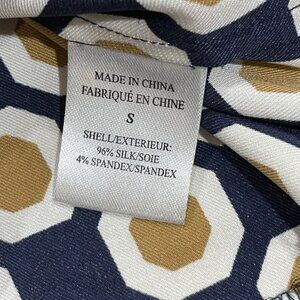 MADE IN CHINA
FABRIQUÉ EN CHINE
S
SHELL/EXTERIEUR:
96% SILK/SOIE
4% SPANDEX/SPANDEX